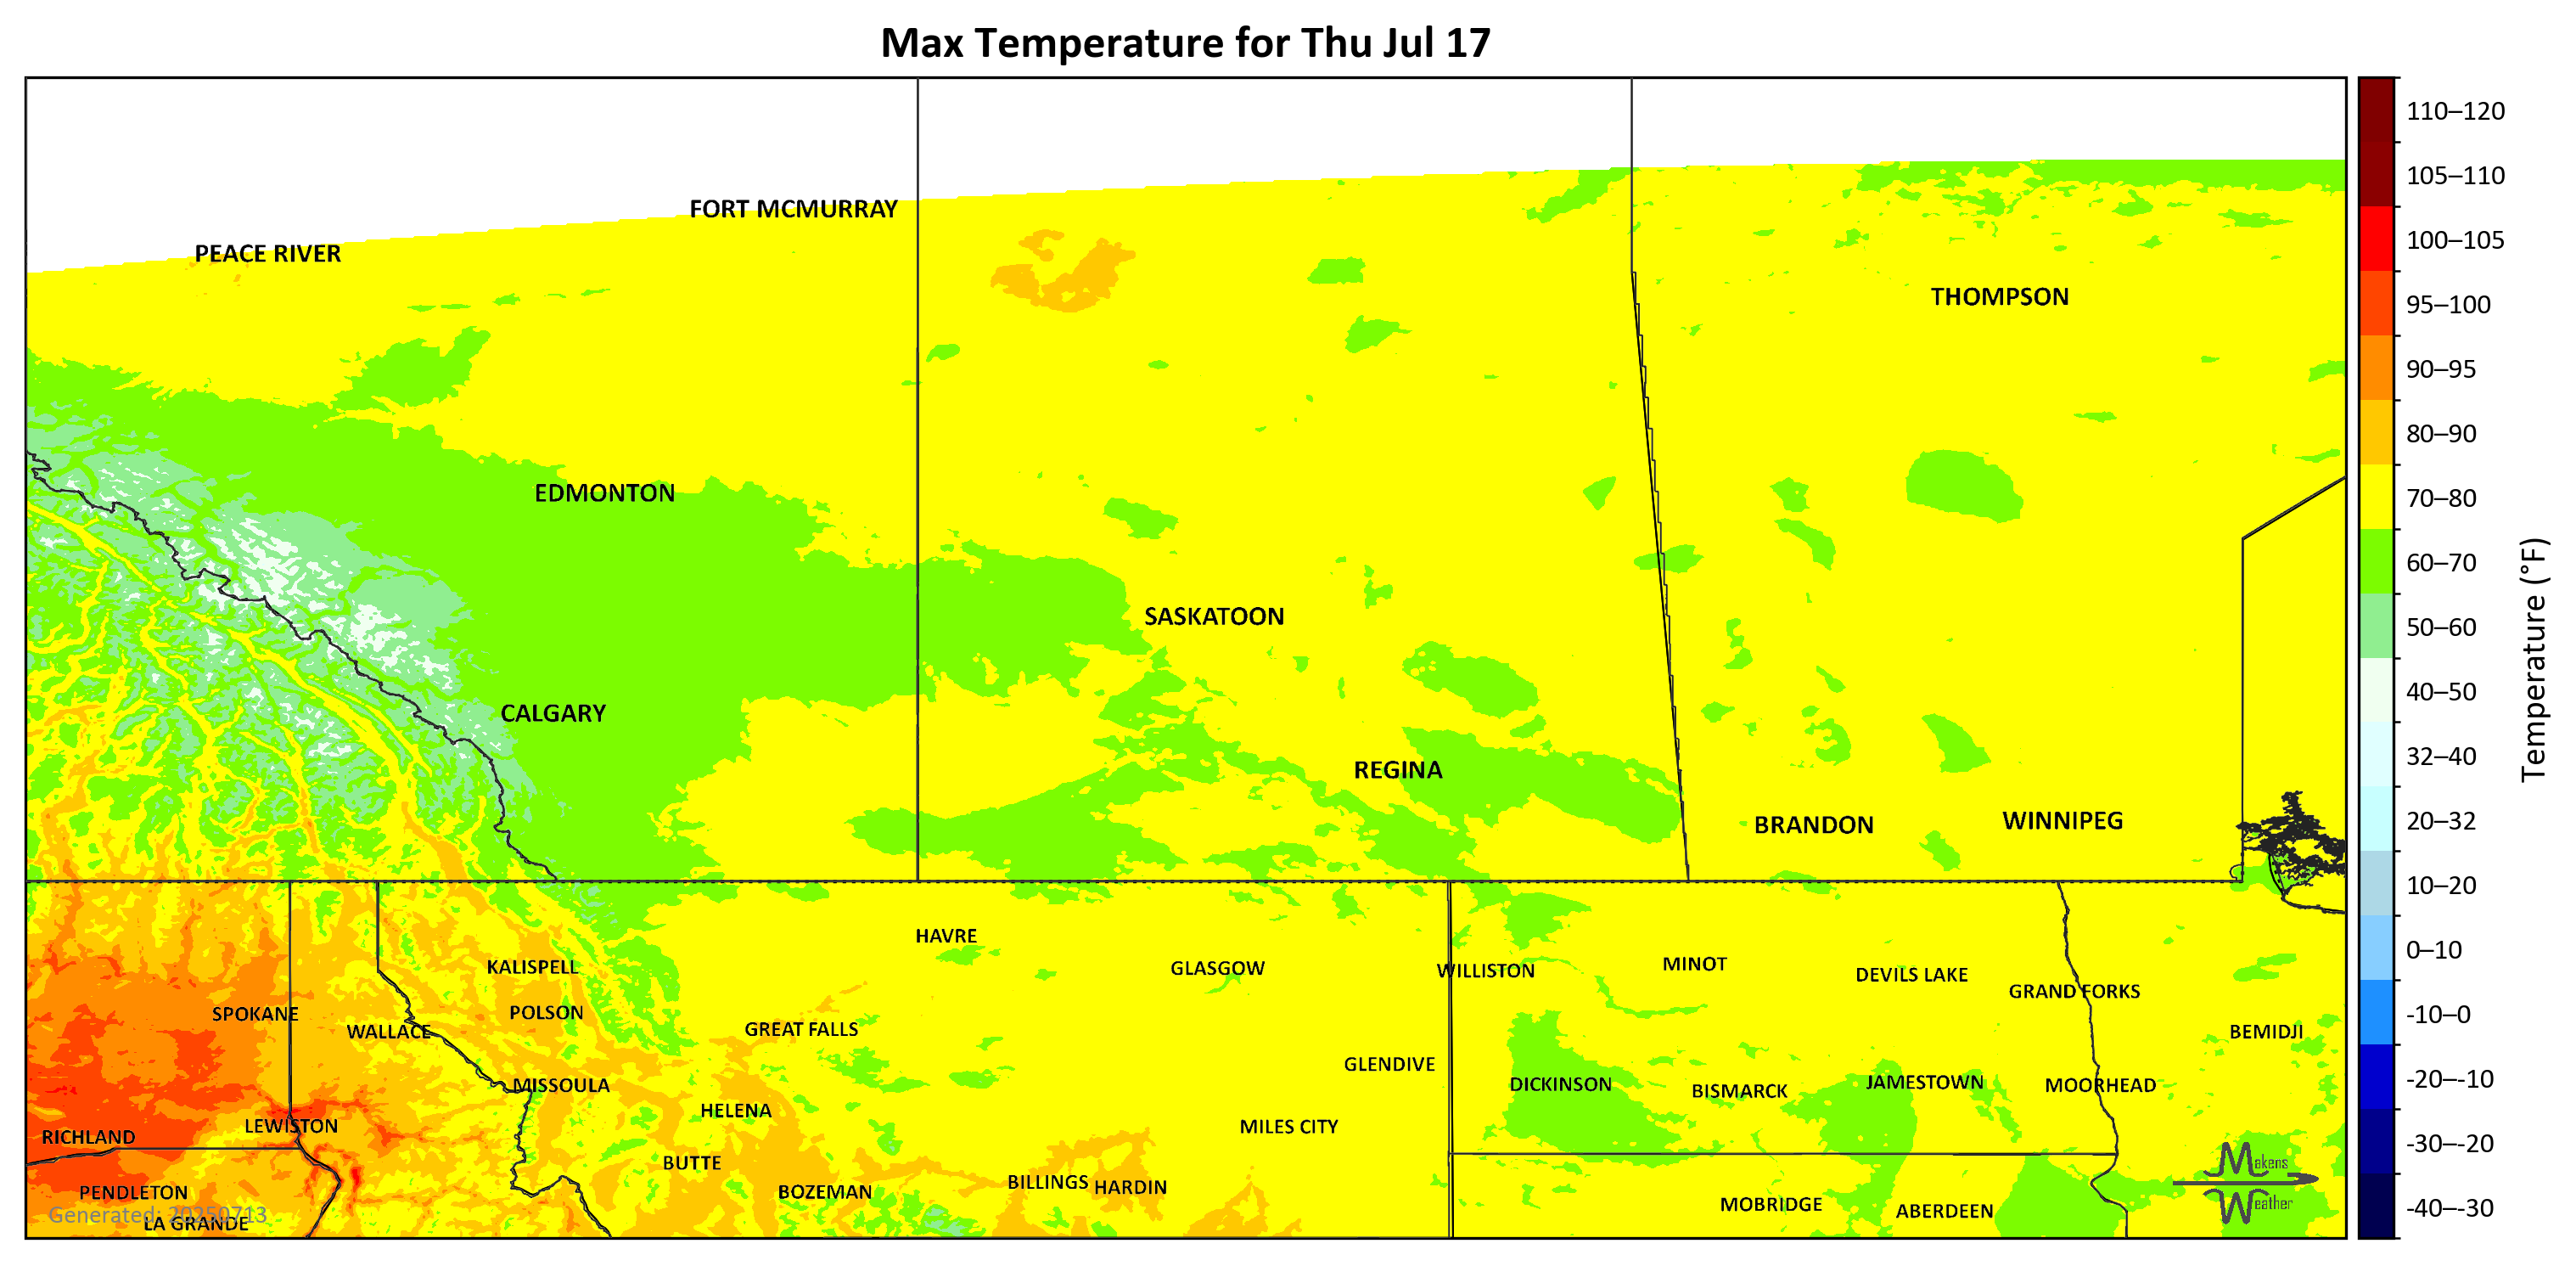 Max Temperature for Thu Jul 17
FORT MCMURRAY
PEACE RIVER
THOMPSON
EDMONTON
SASKATOON
CALGARY
REGINA
BRANDON
WINNIPEG
HAVRE
KALISPELL
GLASGOW
WILLISTON
MINOT
DEVILS LAKE
GRAND FORKS
SPOKANE
POLSON
WALLACE
GREAT FALLS
BEMIDJI
GLENDIVE
MISSOULA
DICKINSON
BISMARCK
JAMESTOWN
MOORHEAD
HELENA
LEWISTON
MILES CITY
RICHLAND
BUTTE
BILLINGS
HARDIN
PENDLETON
BOZEMAN
MOBRIDGE
ABERDEEN
Generated: 20250713
LA GRANDE
Makens
Weather
110–120
105–110
100–105
95–100
90–95
80–90
70–80
60–70
50–60
40–50
32–40
20–32
10–20
0–10
-10–0
-20–-10
-30–-20
-40–-30
Temperature (°F)